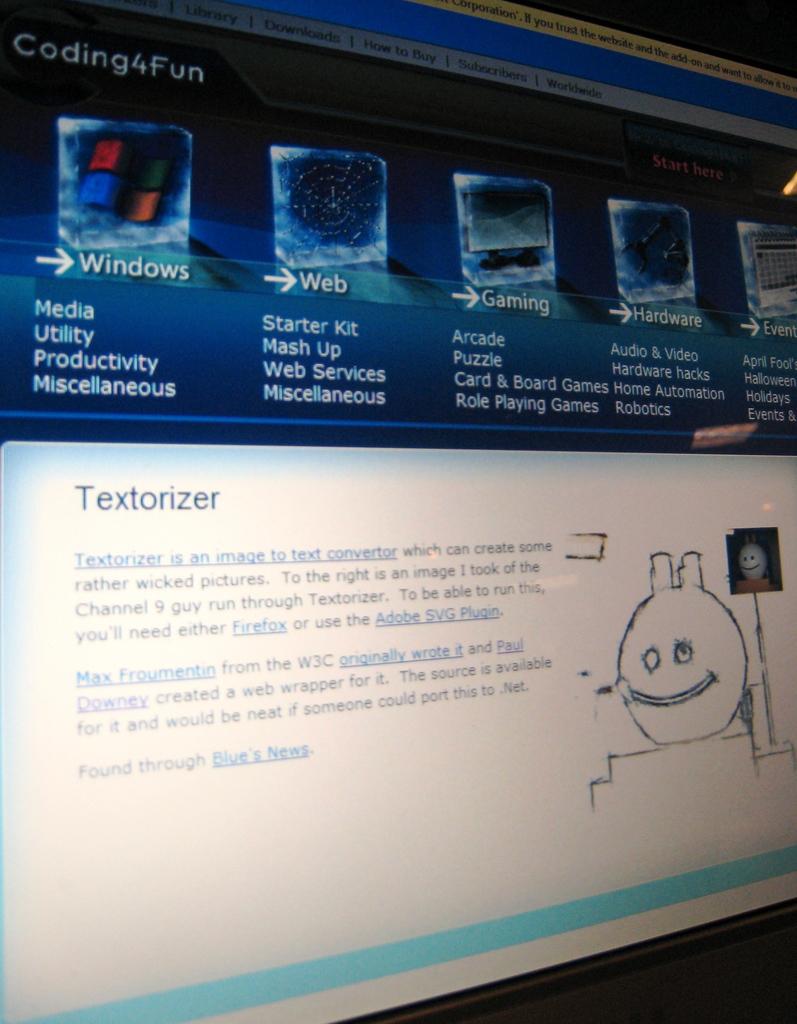 Corporation'. If you trust the website and the add-on and want to allow it to
| Library | Downloads | How to Buy | Subscribers | Worldwide
Coding4Fun
Start here
Windows
Media
Utility
Productivity
Miscellaneous
Web
Starter Kit
Mash Up
Web Services
Miscellaneous
Gaming
Arcade
Puzzle
Card & Board Games
Role Playing Games
Hardware
Audio & Video
Hardware hacks
Home Automation
Robotics
Event
April Fool's
Halloween
Holidays
Events &
Textorizer
Textorizer is an image to text convertor which can create some
rather wicked pictures. To the right is an image I took of the
Channel 9 guy run through Textorizer. To be able to run this,
you'll need either Firefox or use the Adobe SVG Plugin.
Max Froumentin from the W3C originally wrote it and Paul
Downey created a web wrapper for it. The source is available
for it and would be neat if someone could port this to .Net.
Found through Blue's News.